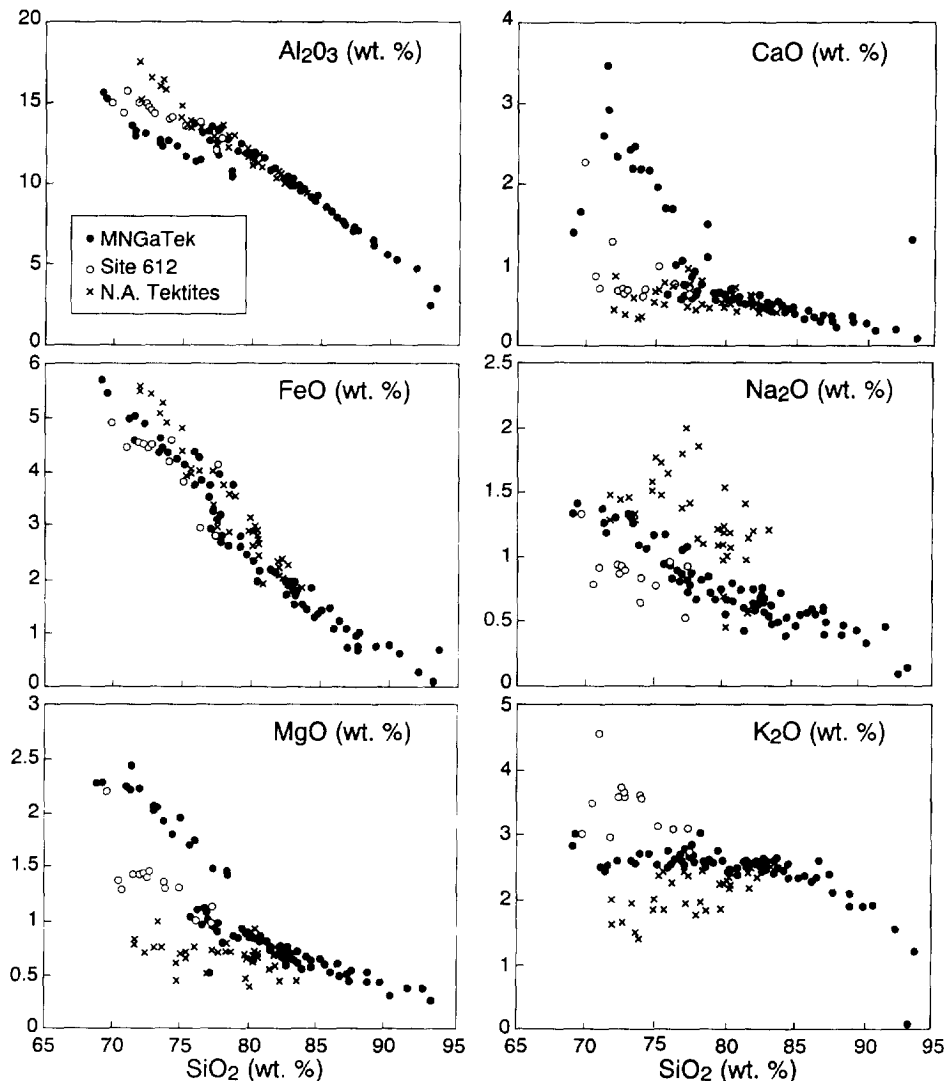 Al2O3 (wt. %)
20
15
10
5
0
● MNGaTek
○ Site 612
× N.A. Tektites
CaO (wt. %)
4
3
2
1
0
FeO (wt. %)
6
5
4
3
2
1
0
Na2O (wt. %)
2.5
2
1.5
1
0.5
0
MgO (wt. %)
3
2.5
2
1.5
1
0.5
0
65 70 75 80 85 90 95
SiO2 (wt. %)
K2O (wt. %)
5
4
3
2
1
0
65 70 75 80 85 90 95
SiO2 (wt. %)